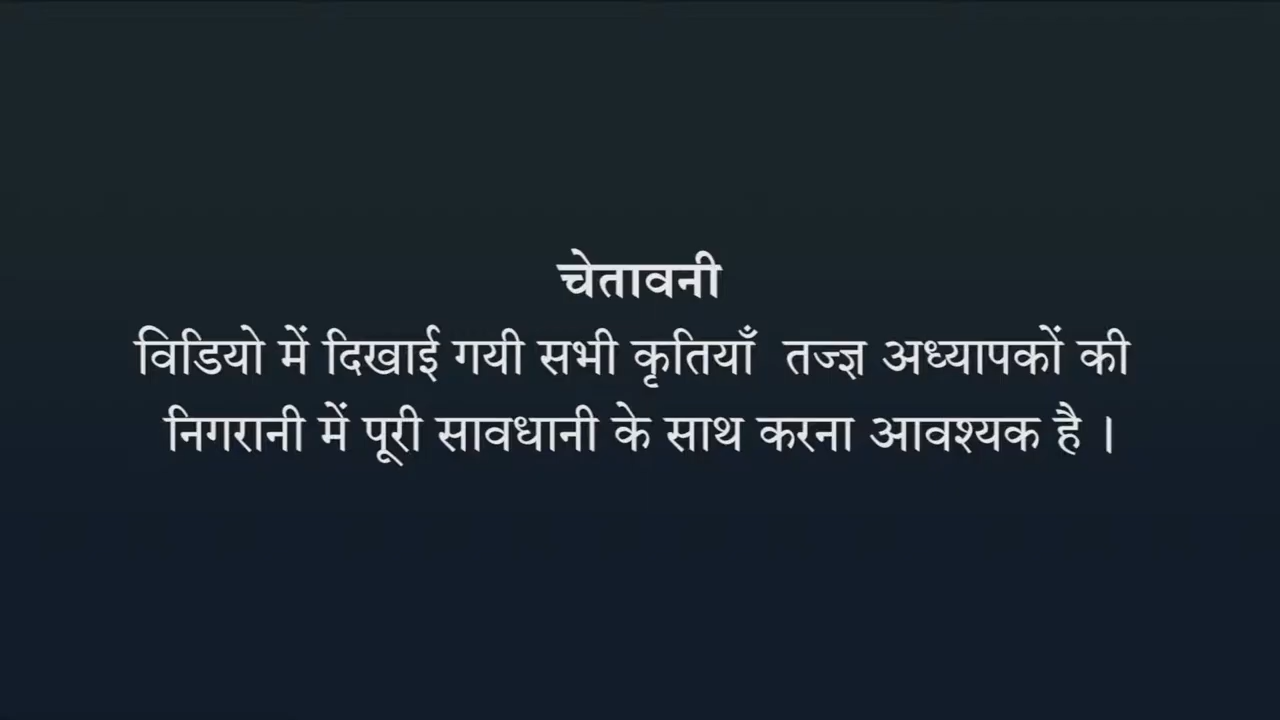 चेतावनी
विडियो में दिखाई गयी सभी कृतियाँ तज्ज्ञ अध्यापकों की
निगरानी में पूरी सावधानी के साथ करना आवश्यक है ।